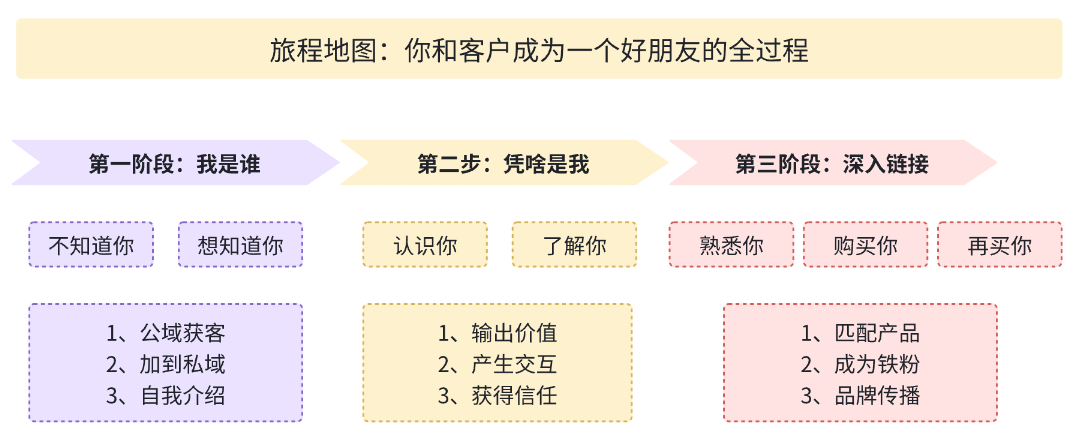 旅程地图：你和客户成为一个好朋友的全过程
第一阶段：我是谁
第二步：凭啥是我
第三阶段：深入链接
不知道你
想知道你
认识你
了解你
熟悉你
购买你
再买你
1、公域获客
2、加到私域
3、自我介绍
1、输出价值
2、产生交互
3、获得信任
1、匹配产品
2、成为铁粉
3、品牌传播